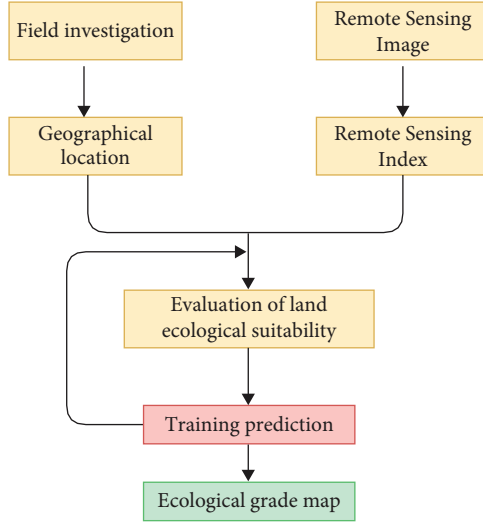 Field investigation
Remote Sensing
Image
Geographical
location
Remote Sensing
Index
Evaluation of land
ecological suitability
Training prediction
Ecological grade map